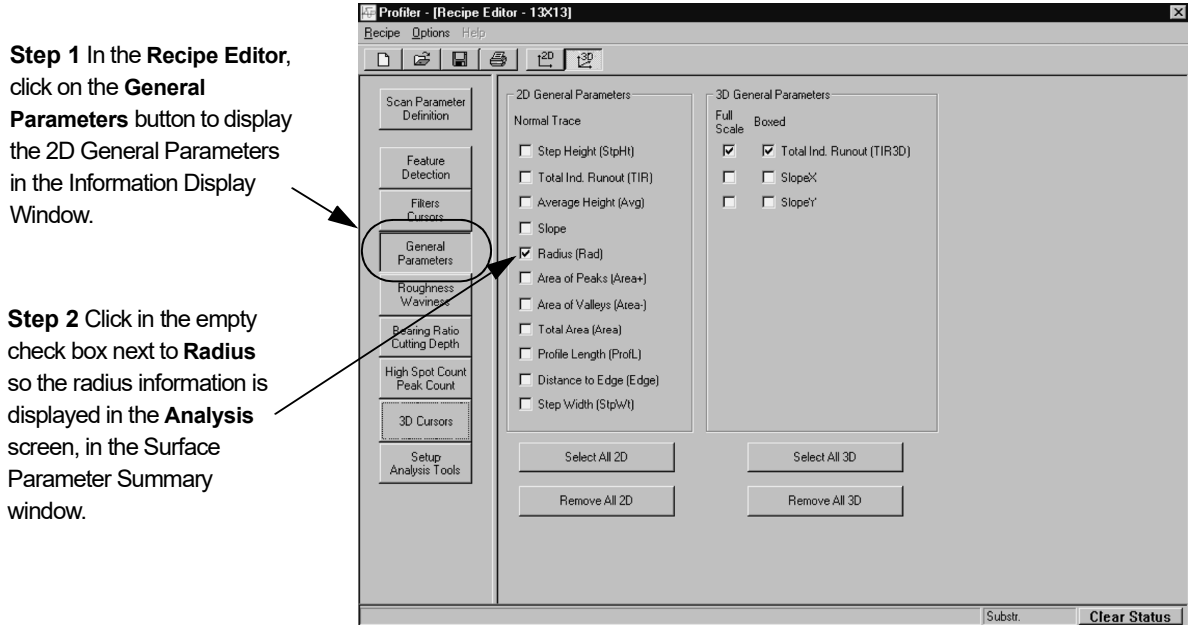 Step 1 In the Recipe Editor,
click on the General
Parameters button to display
the 2D General Parameters
in the Information Display
Window.
Step 2 Click in the empty
check box next to Radius
so the radius information is
displayed in the Analysis
screen, in the Surface
Parameter Summary
window.
Profiler - [Recipe Editor - 13X13]
Recipe Options Help
2D 3D
Scan Parameter
Definition
Feature
Detection
Filters
Cursors
General
Parameters
Roughness
Waviness
Bearing Ratio
Cutting Depth
High Spot Count
Peak Count
3D Cursors
Setup
Analysis Tools
2D General Parameters
Normal Trace
Step Height (StpHt)
Total Ind. Runout (TIR)
Average Height (Avg)
Slope
Radius (Rad)
Area of Peaks (Area+)
Area of Valleys (Area-)
Total Area (Area)
Profile Length (ProfL)
Distance to Edge (Edge)
Step Width (StpWt)
Select All 2D
Remove All 2D
3D General Parameters
Full
Scale
Boxed
Total Ind. Runout (TIR3D)
Slope'X'
Slope'Y'
Select All 3D
Remove All 3D
Substr.
Clear Status